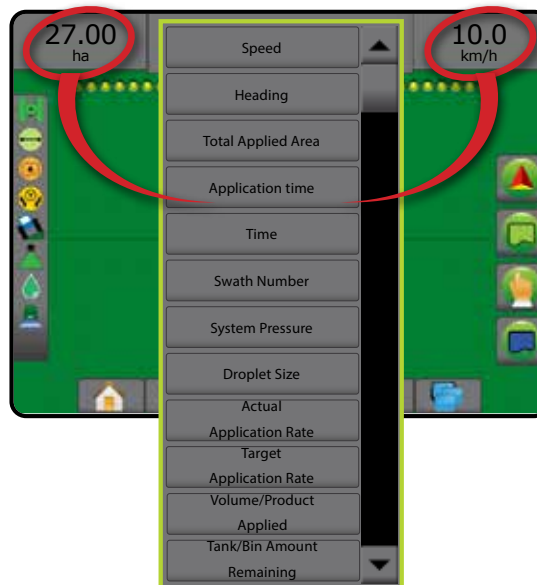 27.00
ha
10.0
km/h
Speed
Heading
Total Applied Area
Application time
Time
Swath Number
System Pressure
Droplet Size
Actual
Application Rate
Target
Application Rate
Volume/Product
Applied
Tank/Bin Amount
Remaining